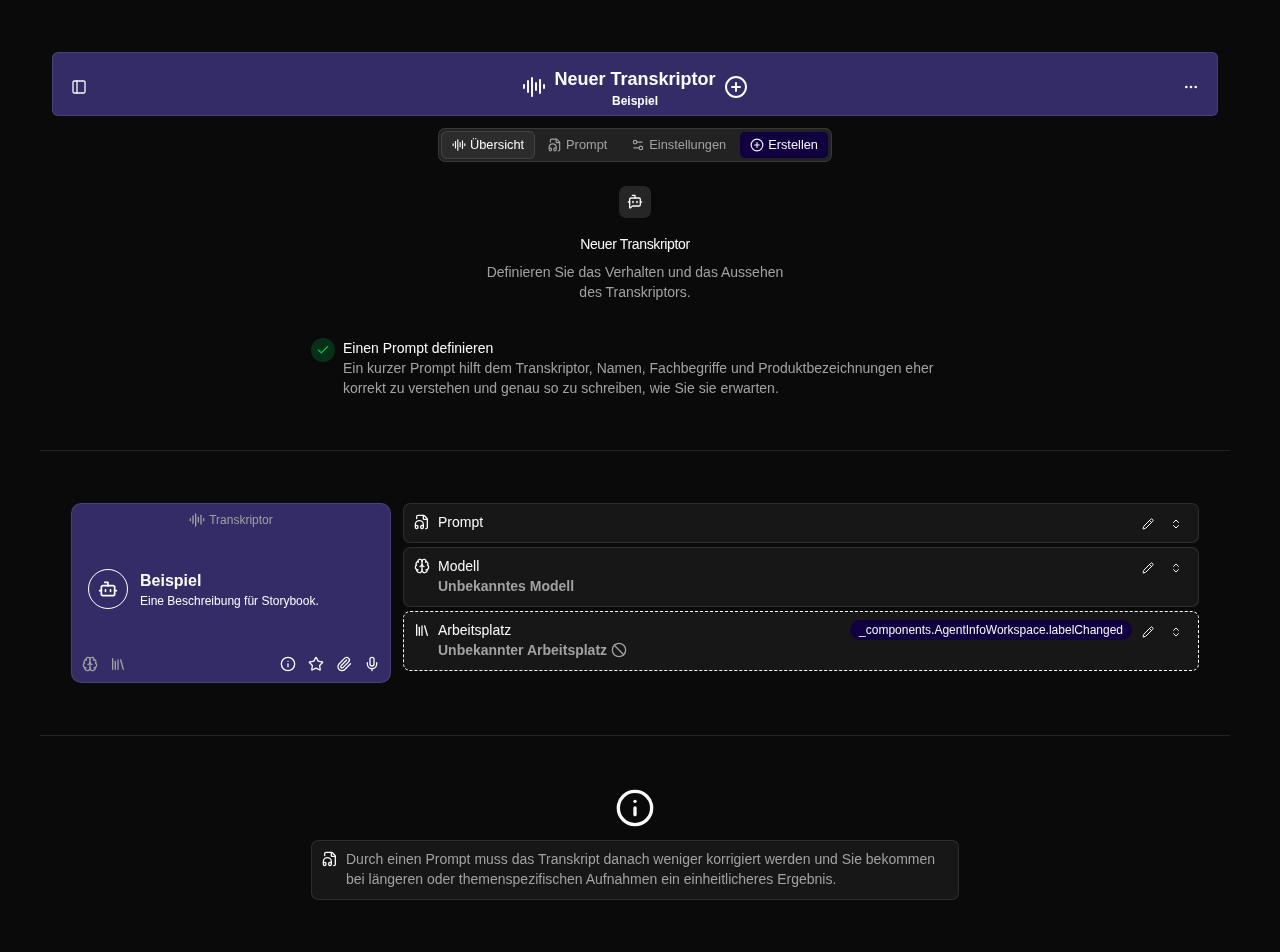 Neuer Transkriptor
Beispiel
Übersicht
Prompt
Einstellungen
Erstellen
Neuer Transkriptor
Definieren Sie das Verhalten und das Aussehen
des Transkriptors.
Einen Prompt definieren
Ein kurzer Prompt hilft dem Transkriptor, Namen, Fachbegriffe und Produktbezeichnungen eher
korrekt zu verstehen und genau so zu schreiben, wie Sie sie erwarten.
Transkriptor
Beispiel
Eine Beschreibung für Storybook.
Prompt
Modell
Unbekanntes Modell
Arbeitsplatz
_components.AgentInfoWorkspace.labelChanged
Unbekannter Arbeitsplatz
Durch einen Prompt muss das Transkript danach weniger korrigiert werden und Sie bekommen
bei längeren oder themenspezifischen Aufnahmen ein einheitlicheres Ergebnis.